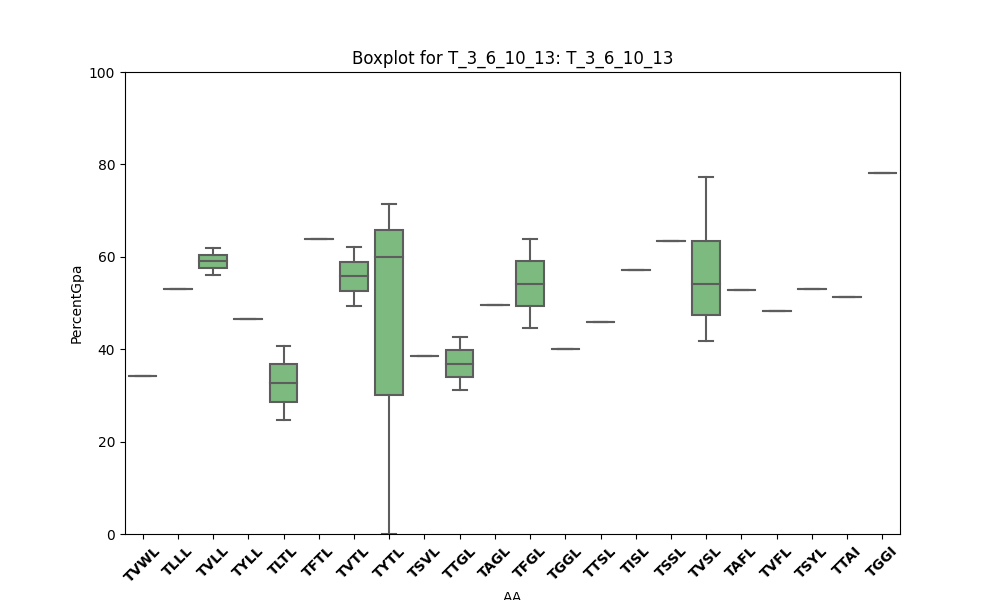 Boxplot for T_3_6_10_13: T_3_6_10_13
100
80
60
40
20
0
PercentGpa
TVWL TLLL TVLL TYLL TLTL TFTL TVTL TYTL TSVL TTGL TAGL TFGL TGGL TTSL TISL TSSL TVSL TAFL TVFL TSYL TTAI TGGI
AA